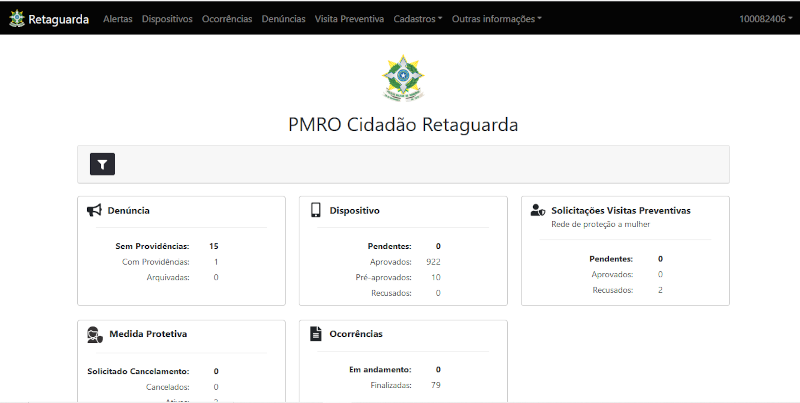 Retaguarda Alertas Dispositivos Ocorrências Denúncias Visita Preventiva Cadastros Outras informações 100082406
PMRO Cidadão Retaguarda
Denúncia
Sem Providências: 15
Com Providências: 1
Arquivadas: 0
Dispositivo
Pendentes: 0
Aprovados: 922
Pré-aprovados: 10
Recusados: 0
Solicitações Visitas Preventivas
Rede de proteção a mulher
Pendentes: 0
Aprovados: 0
Recusados: 2
Medida Protetiva
Solicitado Cancelamento: 0
Cancelados: 0
Ocorrências
Em andamento: 0
Finalizadas: 79